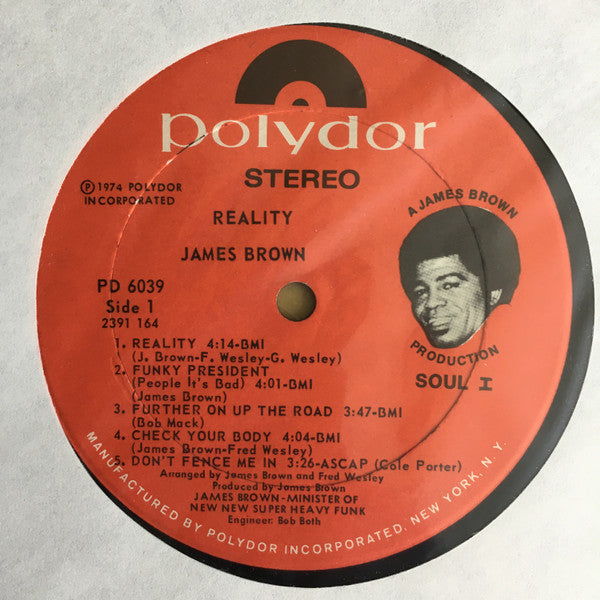 polydor
STEREO
℗ 1974 POLYDOR
INCORPORATED
REALITY
JAMES BROWN
A JAMES BROWN
PRODUCTION
SOUL I
PD 6039
Side 1
2391 164
1. REALITY 4:14-BMI
(J. Brown-F. Wesley-G. Wesley)
2. FUNKY PRESIDENT
(People It's Bad) 4:01-BMI
(James Brown)
3. FURTHER ON UP THE ROAD 3:47-BMI
(Bob Mack)
4. CHECK YOUR BODY 4:04-BMI
(James Brown-Fred Wesley)
5. DON'T FENCE ME IN 3:26-ASCAP (Cole Porter)
Arranged by James Brown and Fred Wesley
Produced by James Brown
JAMES BROWN-MINISTER OF
NEW NEW SUPER HEAVY FUNK
Engineer: Bob Both
MANUFACTURED BY POLYDOR INCORPORATED, NEW YORK, N.Y.